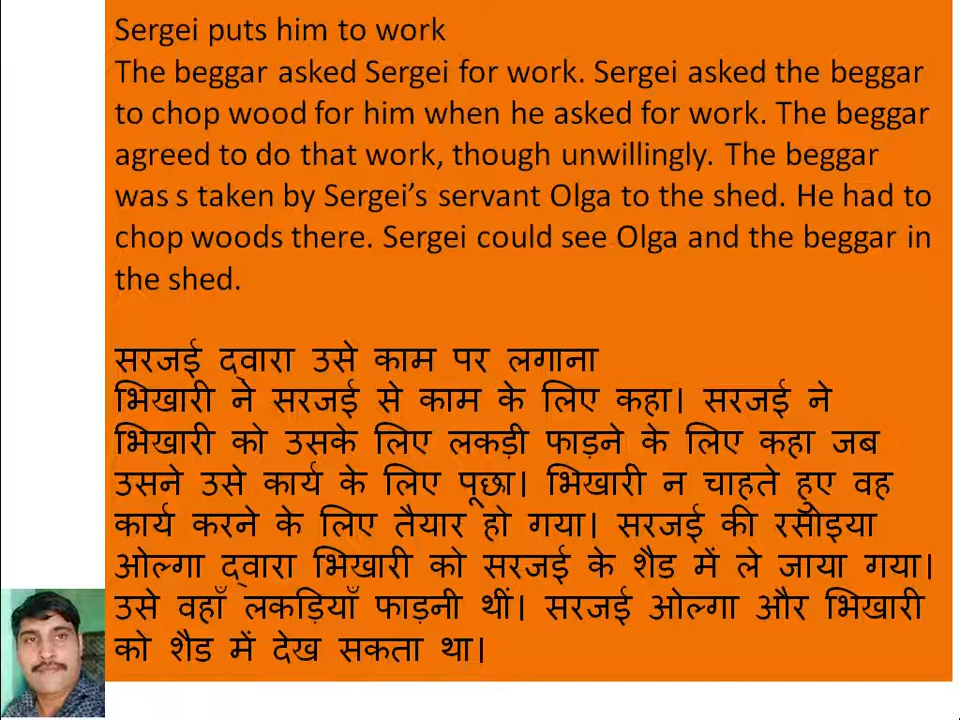 Sergei puts him to work
The beggar asked Sergei for work. Sergei asked the beggar
to chop wood for him when he asked for work. The beggar
agreed to do that work, though unwillingly. The beggar
was s taken by Sergei’s servant Olga to the shed. He had to
chop woods there. Sergei could see Olga and the beggar in
the shed.
सरजई द्वारा उसे काम पर लगाना
भिखारी ने सरजई से काम के लिए कहा। सरजई ने
भिखारी को उसके लिए लकड़ी फाड़ने के लिए कहा जब
उसने उसे कार्य के लिए पूछा। भिखारी न चाहते हुए वह
कार्य करने के लिए तैयार हो गया। सरजई की रसोइया
ओल्गा द्वारा भिखारी को सरजई के शैड में ले जाया गया।
उसे वहाँ लकड़ियाँ फाड़नी थीं। सरजई ओल्गा और भिखारी
को शैड में देख सकता था।